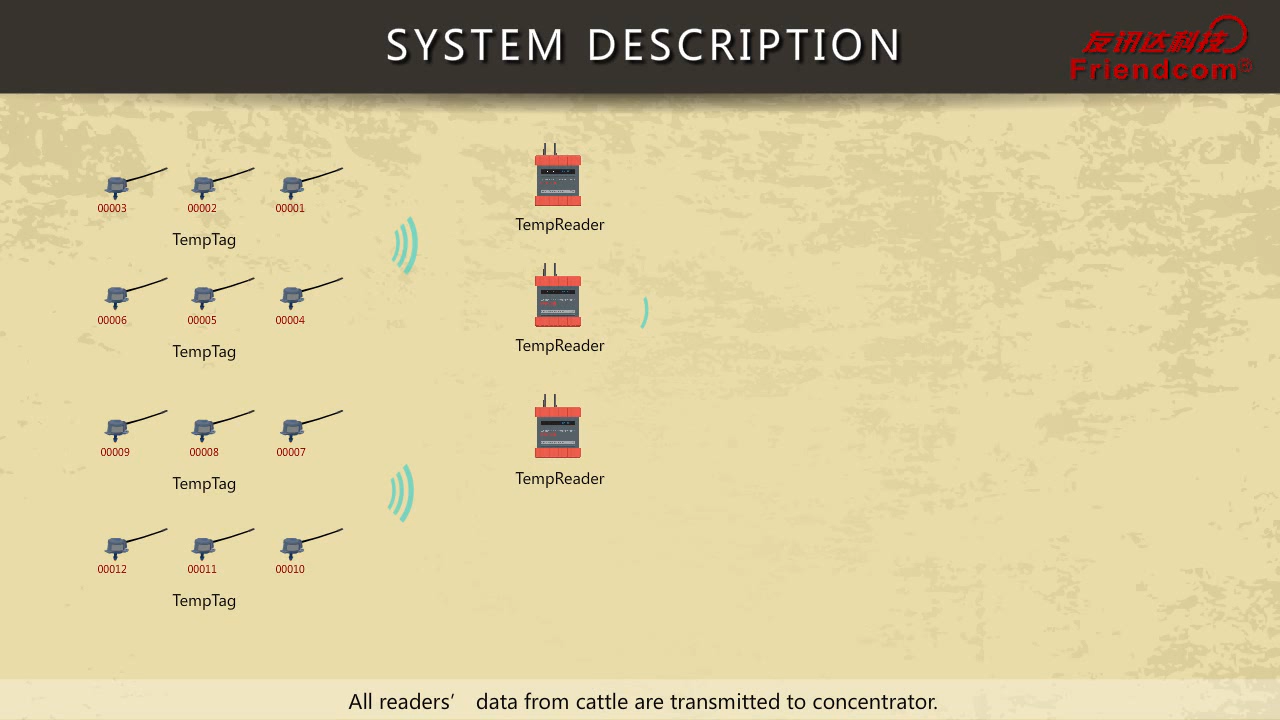 SYSTEM DESCRIPTION
友讯达科技
Friendcom®
00003 00002 00001
TempTag
TempReader
00006 00005 00004
TempTag
TempReader
00009 00008 00007
TempTag
TempReader
00012 00011 00010
TempTag
All readers’ data from cattle are transmitted to concentrator.